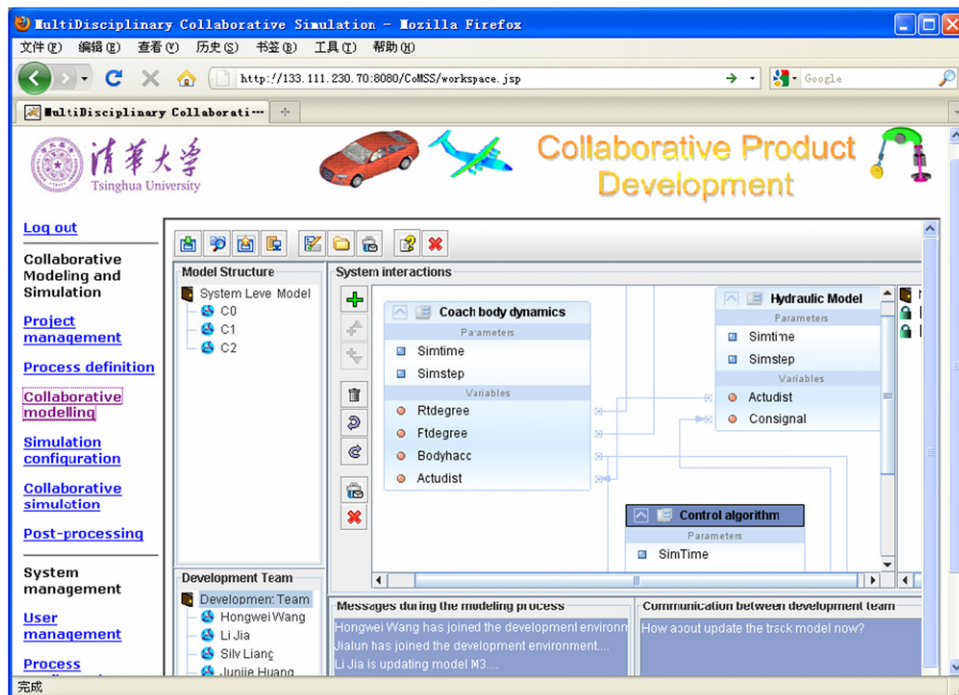 MultiDisciplinary Collaborative Simulation - Mozilla Firefox
文件(F) 编辑(E) 查看(V) 历史(S) 书签(B) 工具(T) 帮助(H)
http://133.111.230.70:8080/CoMSS/workspace.jsp
Google
MultiDisciplinary Collaborati...
清華大学
Tsinghua University
Collaborative Product
Development
Log out
Collaborative
Modeling and
Simulation
Project
management
Process definition
Collaborative
modelling
Simulation
configuration
Collaborative
simulation
Post-processing
System
management
User
management
Process
Model Structure
System Leve Model
C0
C1
C2
Development Team
Development Team
Hongwei Wang
Li Jia
Silv Liang
Junjie Huang
System interactions
Coach body dynamics
Parameters
Simtime
Simstep
Variables
Rtdegree
Ftdegree
Bodyhacc
Actudist
Hydraulic Model
Parameters
Simtime
Simstep
Variables
Actudist
Consignal
Control algorithm
Parameters
SimTime
Messages during the modeling process
Hongwei Wang has joined the development environm
Jialun has joined the development environment....
Li Jia is updating model M3....
Communication between development team
How about update the track model now?
完成